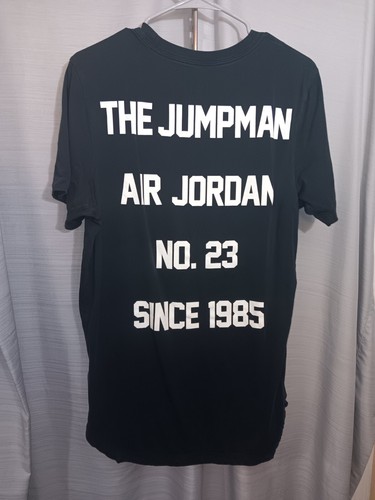 THE JUMPMAN
AIR JORDAN
NO. 23
SINCE 1985